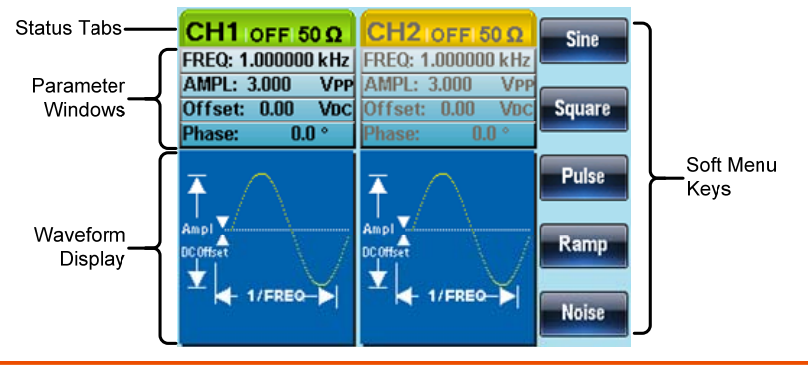 Status Tabs
CH1 OFF 50 Ω
CH2 OFF 50 Ω
Sine
Parameter
Windows
FREQ: 1.000000 kHz
AMPL: 3.000 VPP
Offset: 0.00 VDC
Phase: 0.0 °
FREQ: 1.000000 kHz
AMPL: 3.000 VPP
Offset: 0.00 VDC
Phase: 0.0 °
Square
Pulse
Soft Menu
Keys
Waveform
Display
Ampl
DC Offset
1/FREQ
Ampl
DC Offset
1/FREQ
Ramp
Noise